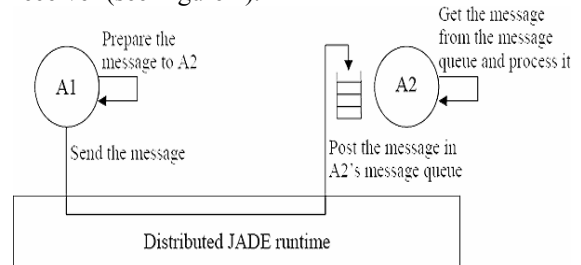 Get the message
from the message
queue and process it
Prepare the
message to A2
A1
A2
Send the message
Post the message in
A2's message queue
Distributed JADE runtime